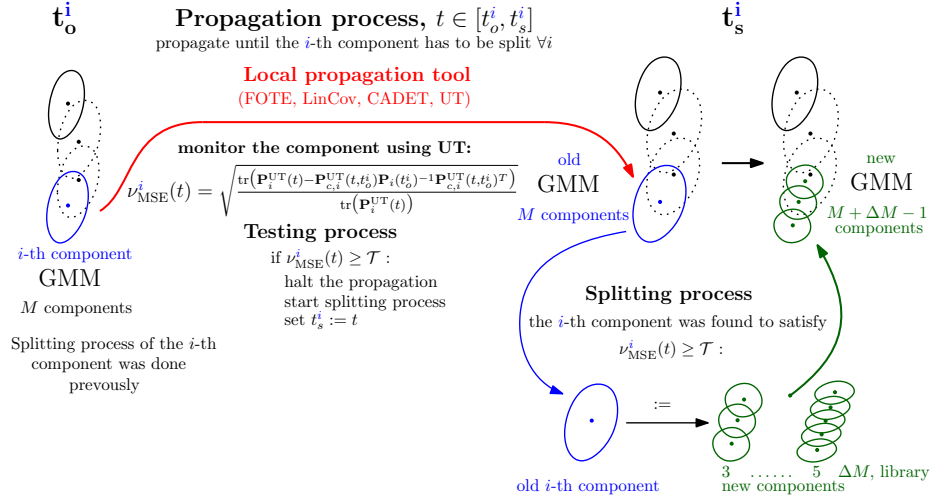 t_o^i
Propagation process, t ∈ [t_o^i, t_s^i]
propagate until the i-th component has to be split ∀i
t_s^i
Local propagation tool
(FOTE, LinCov, CADET, UT)
monitor the component using UT:
ν_MSE^i(t) = √( tr(P_i^UT(t) − P_{c,i}^UT(t,t_o^i) P_i(t_o^i)^{-1} P_{c,i}^UT(t,t_o^i)^T) / tr(P_i^UT(t)) )
Testing process
if ν_MSE^i(t) ≥ 𝒯 :
halt the propagation
start splitting process
set t_s^i := t
i-th component
GMM
M components
Splitting process of the i-th
component was done
prevously
old
GMM
M components
new
GMM
M + ΔM − 1
components
Splitting process
the i-th component was found to satisfy
ν_MSE^i(t) ≥ 𝒯 :
:=
old i-th component
3 ...... 5 ΔM, library
new components